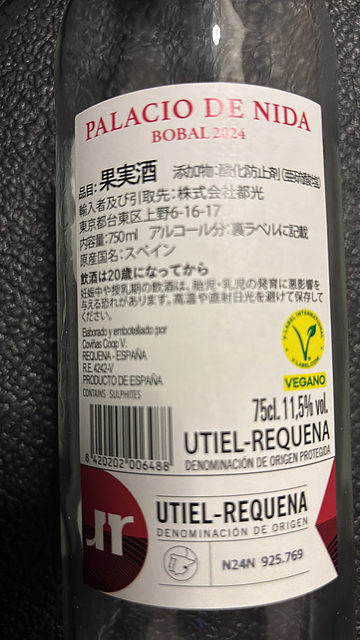 PALACIO DE NIDA
BOBAL 2024
品目: 果実酒 添加物: 酸化防止剤(亜硫酸塩)
輸入者及び引取先: 株式会社都光
東京都台東区上野6-16-17
内容量: 750ml アルコール分: 裏ラベルに記載
原産国名: スペイン
飲酒は20歳になってから
妊娠中や授乳期の飲酒は、胎児・乳児の発育に悪影響を
与える恐れがあります。高温や直射日光を避けて保存して
ください。
Elaborado y embotellado por
Coviñas Coop V.
REQUENA - ESPAÑA
R.E. 4242-V
PRODUCTO DE ESPAÑA
CONTAINS SULPHITES
V-LABEL INTERNATIONAL
V-LABEL.COM
VEGANO
75cl. 11,5% vol.
8 420202 006488
UTIEL-REQUENA
DENOMINACIÓN DE ORIGEN PROTEGIDA
ur
UTIEL-REQUENA
DENOMINACIÓN DE ORIGEN
N24N 925.769